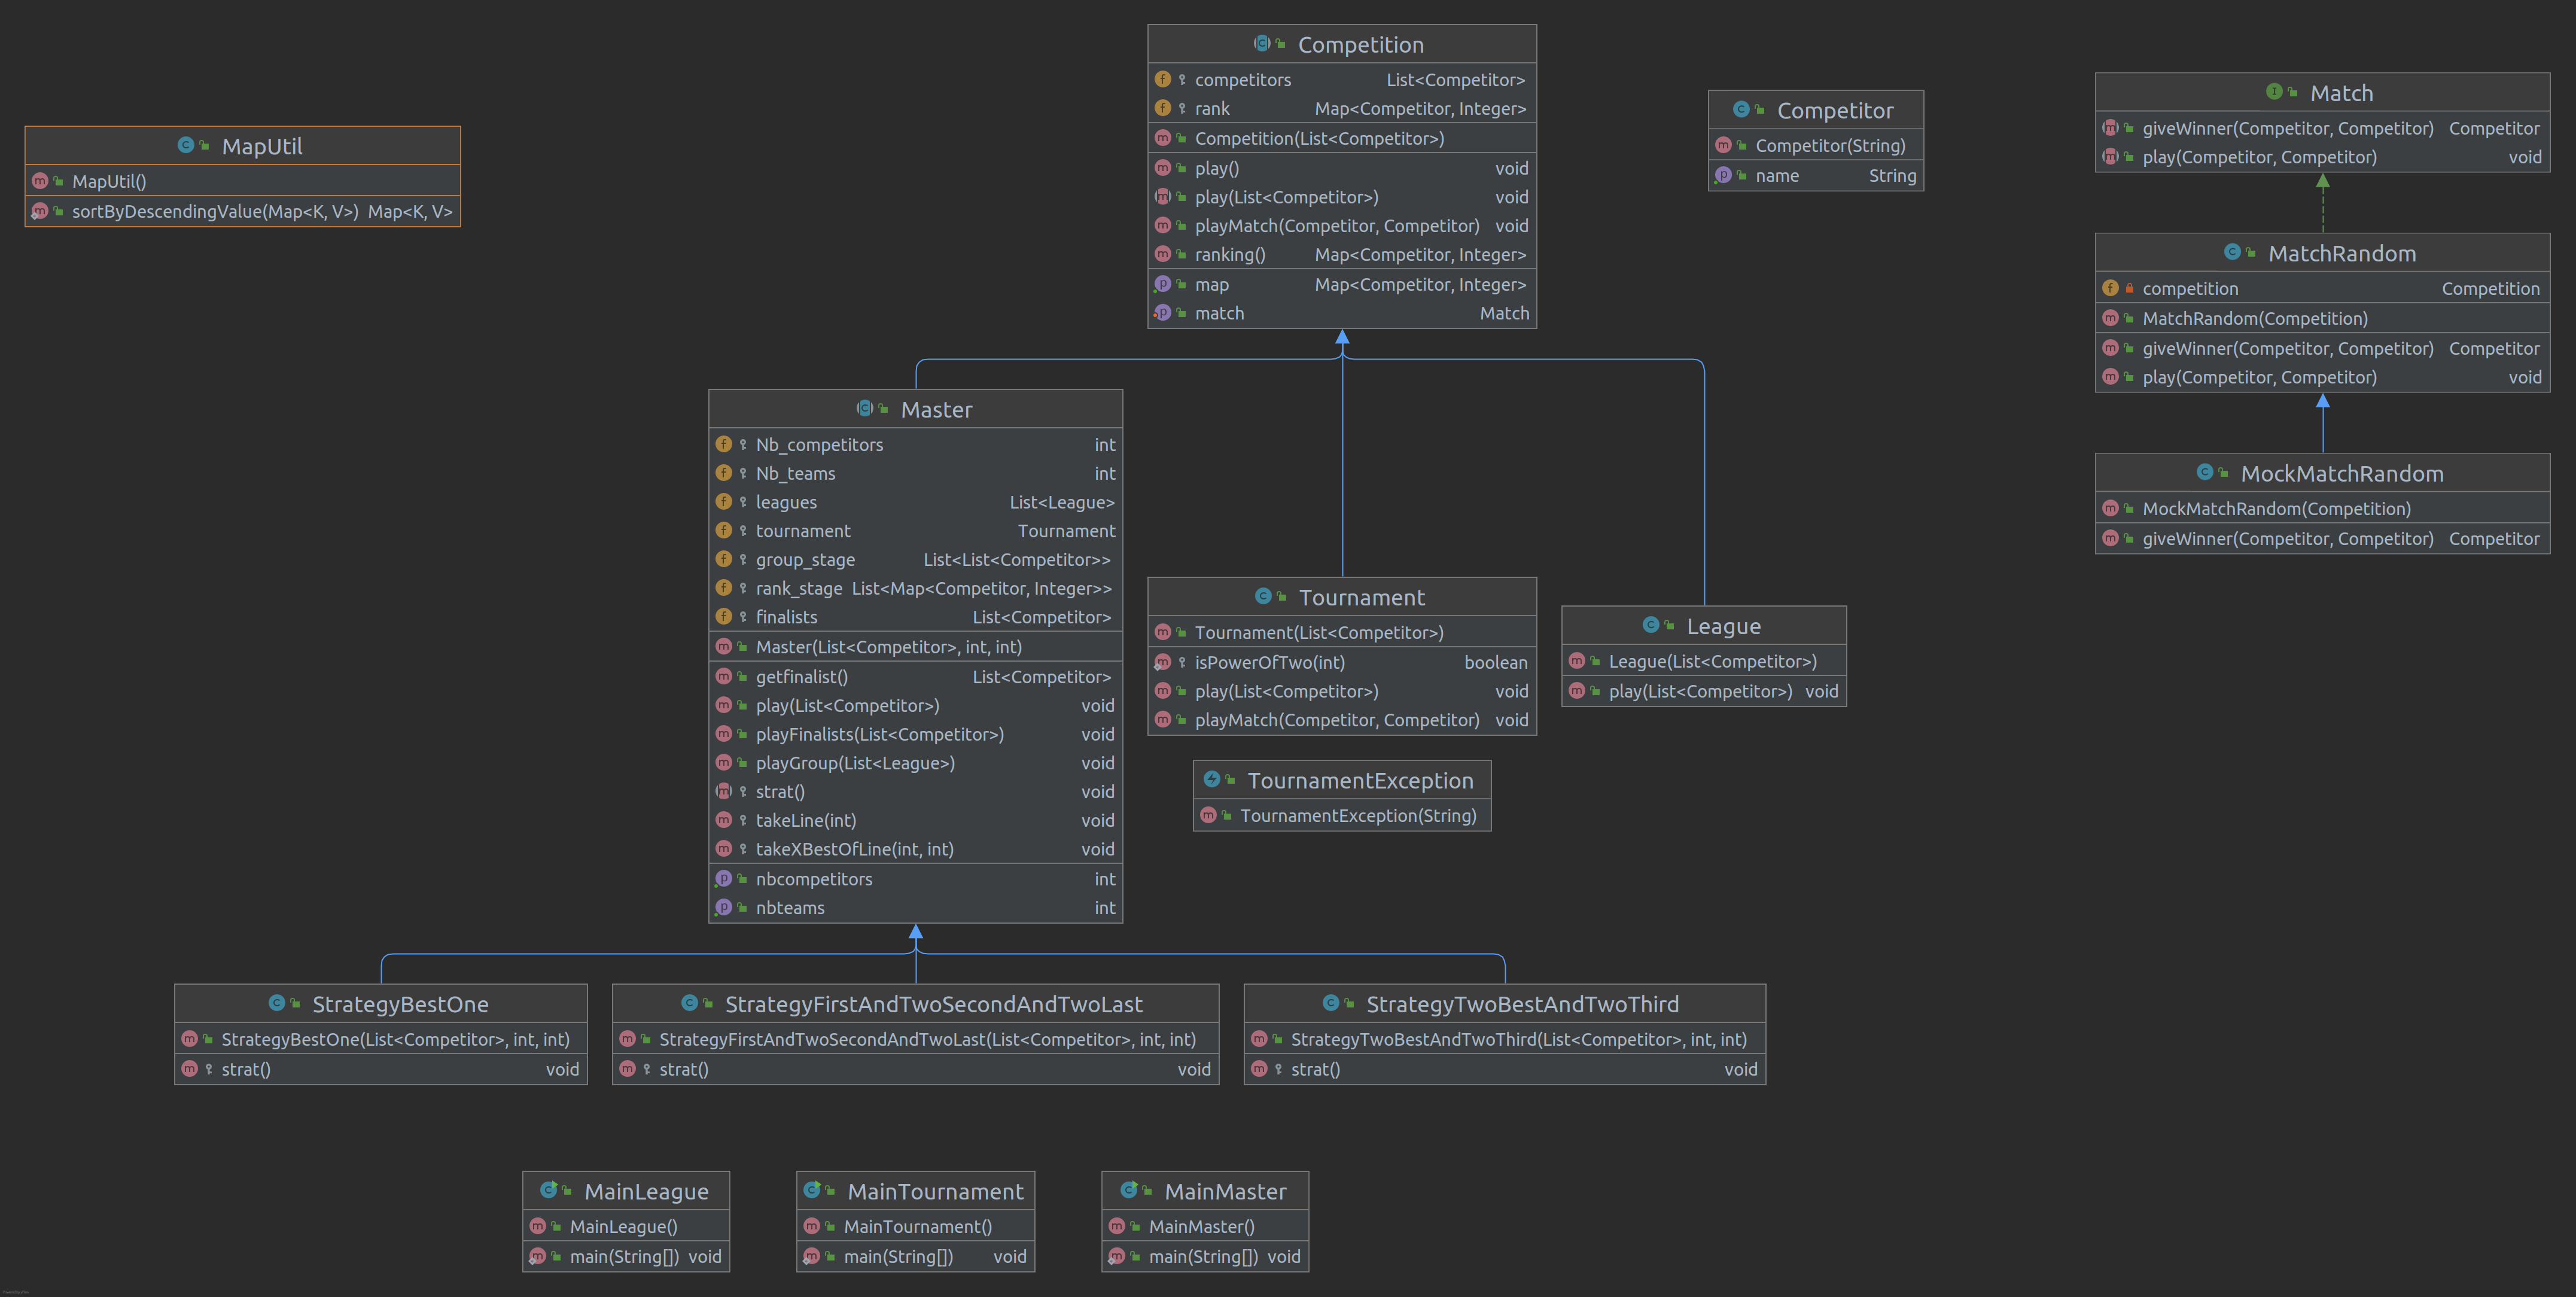 Competition
competitors List<Competitor>
rank Map<Competitor, Integer>
Competition(List<Competitor>)
play() void
play(List<Competitor>) void
playMatch(Competitor, Competitor) void
ranking() Map<Competitor, Integer>
map Map<Competitor, Integer>
match Match
Competitor
Competitor(String)
name String
Match
giveWinner(Competitor, Competitor) Competitor
play(Competitor, Competitor) void
MapUtil
MapUtil()
sortByDescendingValue(Map<K, V>) Map<K, V>
MatchRandom
competition Competition
MatchRandom(Competition)
giveWinner(Competitor, Competitor) Competitor
play(Competitor, Competitor) void
MockMatchRandom
MockMatchRandom(Competition)
giveWinner(Competitor, Competitor) Competitor
Master
Nb_competitors int
Nb_teams int
leagues List<League>
tournament Tournament
group_stage List<List<Competitor>>
rank_stage List<Map<Competitor, Integer>>
finalists List<Competitor>
Master(List<Competitor>, int, int)
getfinalist() List<Competitor>
play(List<Competitor>) void
playFinalists(List<Competitor>) void
playGroup(List<League>) void
strat() void
takeLine(int) void
takeXBestOfLine(int, int) void
nbcompetitors int
nbteams int
Tournament
Tournament(List<Competitor>)
isPowerOfTwo(int) boolean
play(List<Competitor>) void
playMatch(Competitor, Competitor) void
League
League(List<Competitor>)
play(List<Competitor>) void
TournamentException
TournamentException(String)
StrategyBestOne
StrategyBestOne(List<Competitor>, int, int)
strat() void
StrategyFirstAndTwoSecondAndTwoLast
StrategyFirstAndTwoSecondAndTwoLast(List<Competitor>, int, int)
strat() void
StrategyTwoBestAndTwoThird
StrategyTwoBestAndTwoThird(List<Competitor>, int, int)
strat() void
MainLeague
MainLeague()
main(String[]) void
MainTournament
MainTournament()
main(String[]) void
MainMaster
MainMaster()
main(String[]) void